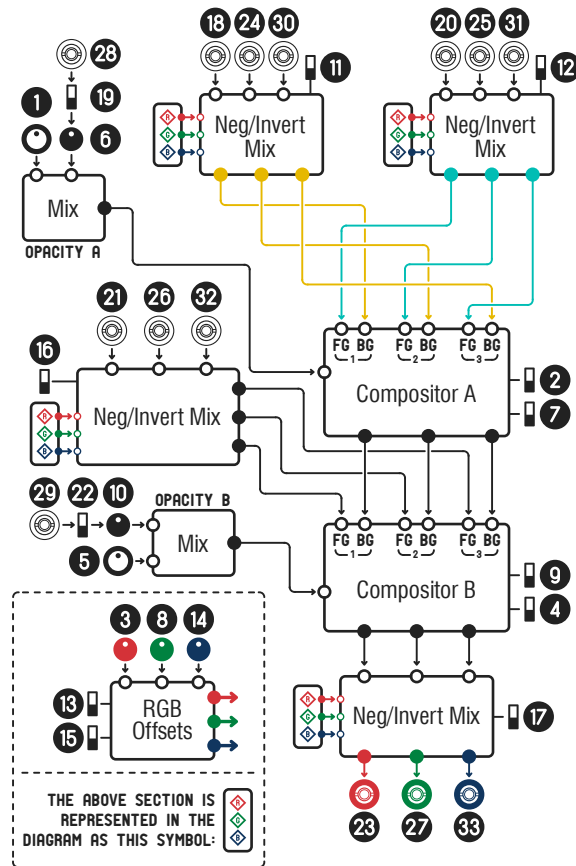 28
18 24 30
20 25 31
11
12
1
19
6
R
G
B
Neg/Invert
Mix
R
G
B
Neg/Invert
Mix
Mix
OPACITY A
21 26 32
16
R
G
B
Neg/Invert Mix
FG BG FG BG FG BG
1 2 3
Compositor A
2
7
29 22 10
OPACITY B
5
Mix
FG BG FG BG FG BG
1 2 3
Compositor B
9
4
3 8 14
13
15
RGB
Offsets
R
G
B
Neg/Invert Mix
17
23 27 33
THE ABOVE SECTION IS
REPRESENTED IN THE
DIAGRAM AS THIS SYMBOL:
R
G
B